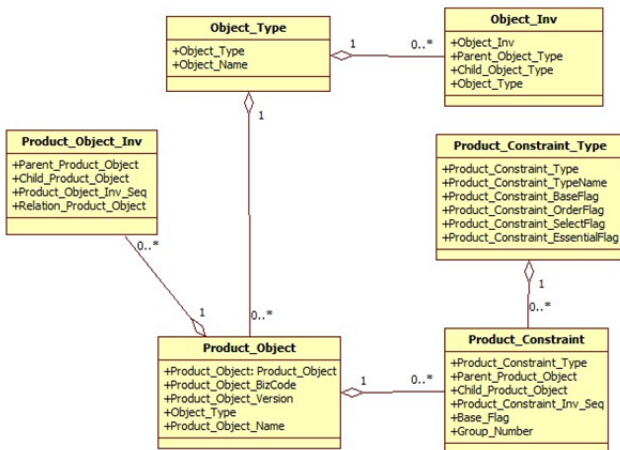 Object_Type
+Object_Type
+Object_Name
1
0..*
Object_Inv
+Object_Inv
+Parent_Object_Type
+Child_Object_Type
+Object_Type
1
Product_Object_Inv
+Parent_Product_Object
+Child_Product_Object
+Product_Object_Inv_Seq
+Relation_Product_Object
Product_Constraint_Type
+Product_Constraint_Type
+Product_Constraint_TypeName
+Product_Constraint_BaseFlag
+Product_Constraint_OrderFlag
+Product_Constraint_SelectFlag
+Product_Constraint_EssentialFlag
0..*
1
0..*
1
0..*
Product_Object
+Product_Object: Product_Object
+Product_Object_BizCode
+Product_Object_Version
+Object_Type
+Product_Object_Name
1
0..*
Product_Constraint
+Product_Constraint_Type
+Parent_Product_Object
+Child_Product_Object
+Product_Constraint_Inv_Seq
+Base_Flag
+Group_Number